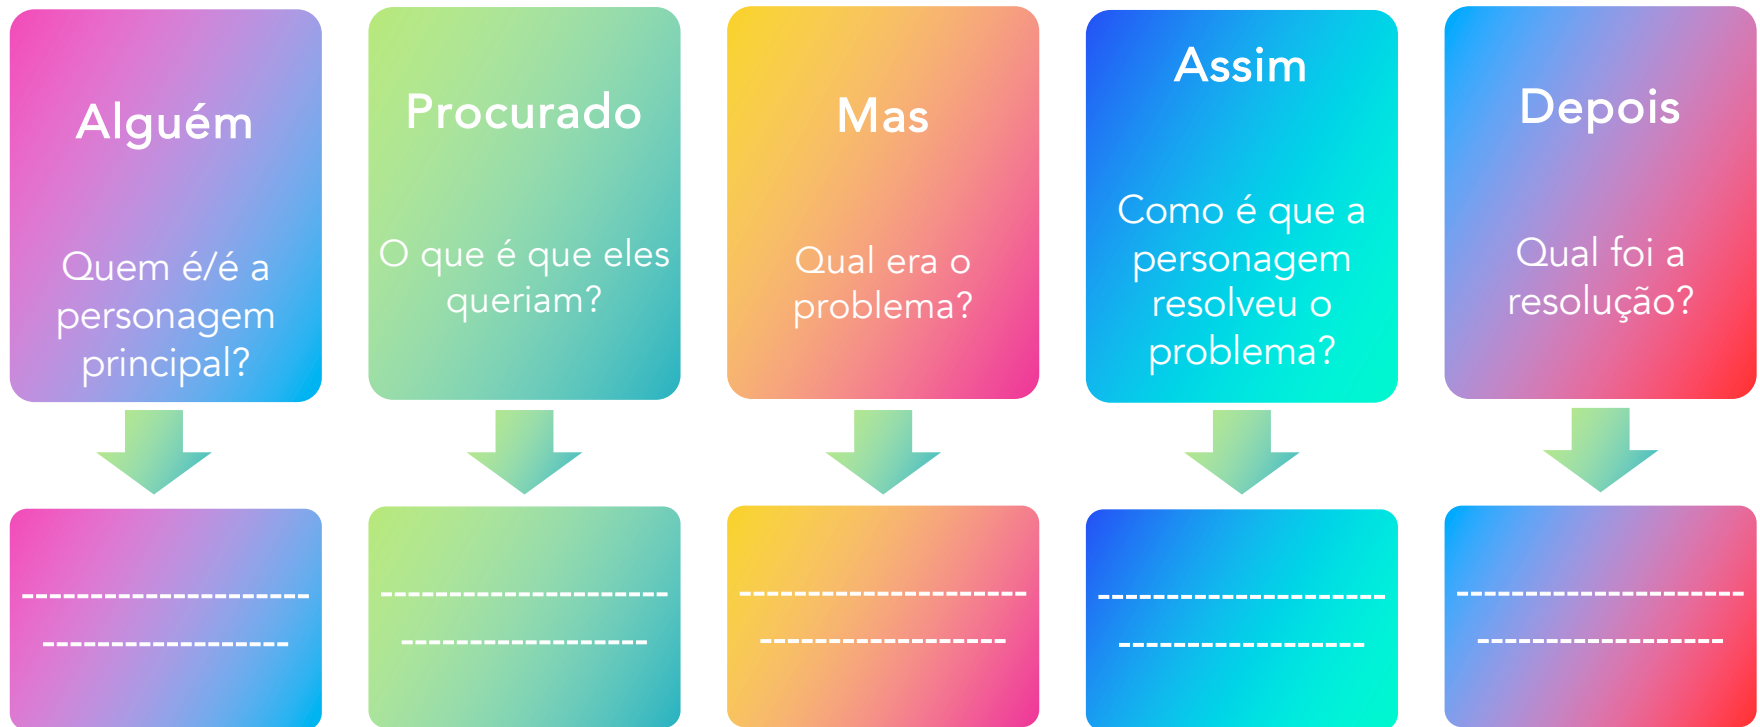 Alguém
Quem é/é a
personagem
principal?
Procurado
O que é que eles
queriam?
Mas
Qual era o
problema?
Assim
Como é que a
personagem
resolveu o
problema?
Depois
Qual foi a
resolução?